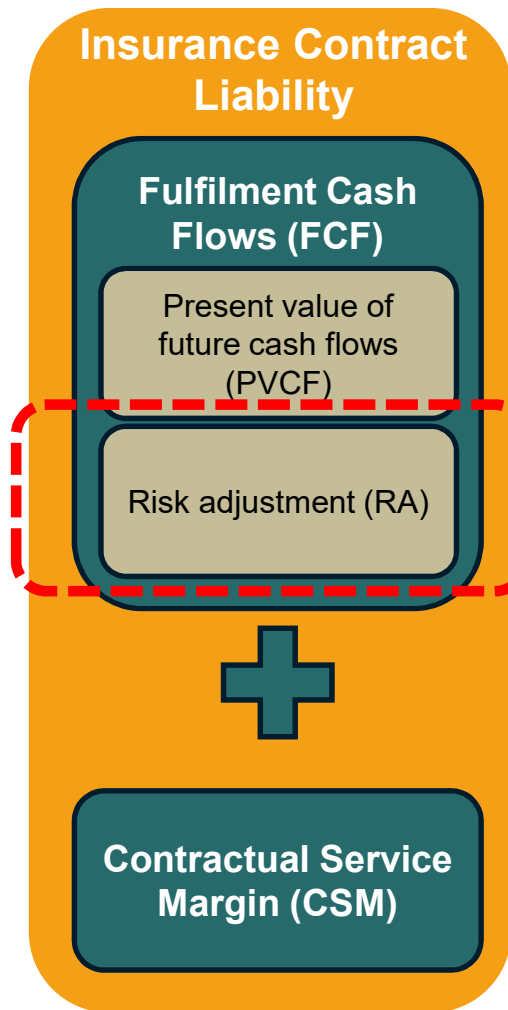 Insurance Contract
Liability
Fulfilment Cash
Flows (FCF)
Present value of
future cash flows
(PVCF)
Risk adjustment (RA)
Contractual Service
Margin (CSM)